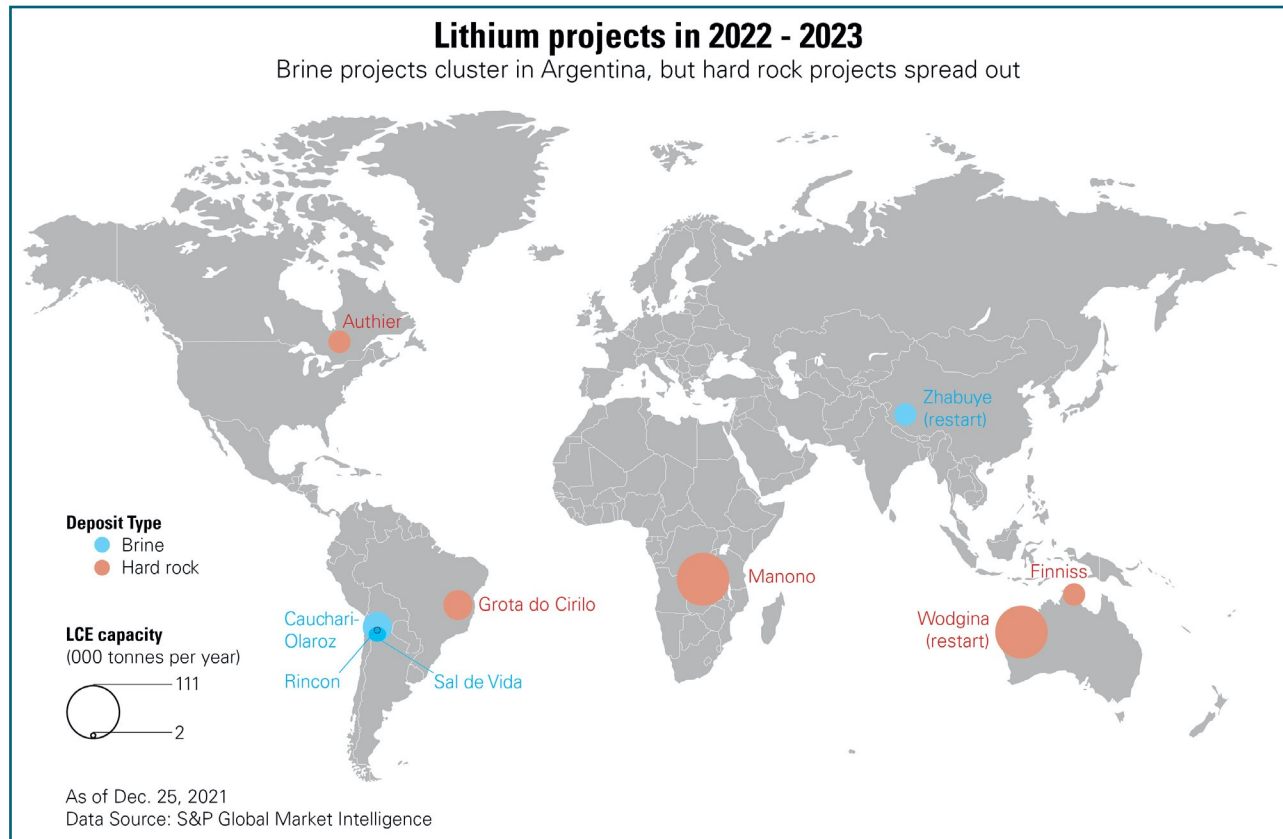 Lithium projects in 2022 - 2023
Brine projects cluster in Argentina, but hard rock projects spread out
Authier
Zhabuye
(restart)
Deposit Type
Brine
Hard rock
Manono
Finniss
Grota do Cirilo
Cauchari-
Olaroz
Wodgina
(restart)
LCE capacity
(000 tonnes per year)
Rincon
Sal de Vida
111
2
As of Dec. 25, 2021
Data Source: S&P Global Market Intelligence